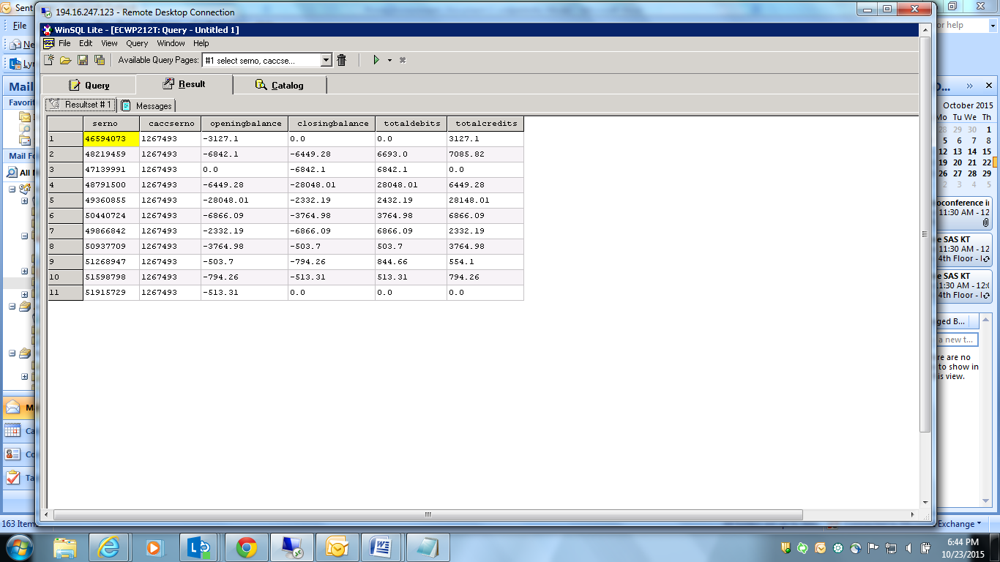 Sent
194.16.247.123 - Remote Desktop Connection
File
or help
WinSQL Lite - [ECWP212T: Query - Untitled 1]
File Edit View Query Window Help
Available Query Pages: #1 select serno, caccse...
Query Result Catalog
Resultset # 1 Messages
serno caccserno openingbalance closingbalance totaldebits totalcredits
1 46594073 1267493 -3127.1 0.0 0.0 3127.1
2 48219459 1267493 -6842.1 -6449.28 6693.0 7085.82
3 47139991 1267493 0.0 -6842.1 6842.1 0.0
4 48791500 1267493 -6449.28 -28048.01 28048.01 6449.28
5 49360855 1267493 -28048.01 -2332.19 2432.19 28148.01
6 50440724 1267493 -6866.09 -3764.98 3764.98 6866.09
7 49866842 1267493 -2332.19 -6866.09 6866.09 2332.19
8 50937709 1267493 -3764.98 -503.7 503.7 3764.98
9 51268947 1267493 -503.7 -794.26 844.66 554.1
10 51598798 1267493 -794.26 -513.31 513.31 794.26
11 51915729 1267493 -513.31 0.0 0.0 0.0
Ne
Lyn
Mail
Favorit
Mail Fo
All M
Ma
Ca
Co
Ta
163 Item
D... »
October 2015
Mo Tu We Th
28 29 30 1
5 6 7 8
12 13 14 15
19 20 21 22
26 27 28 29
2 3 4 5
oconference in
11:30 AM - 12
e SAS KT
11:30 AM - 12
4th Floor - I
e SAS KT
11:30 AM - 12:0
4th Floor - I
ged B...
a new t...
re are no
to show in
is view.
Exchange
6:44 PM
10/23/2015